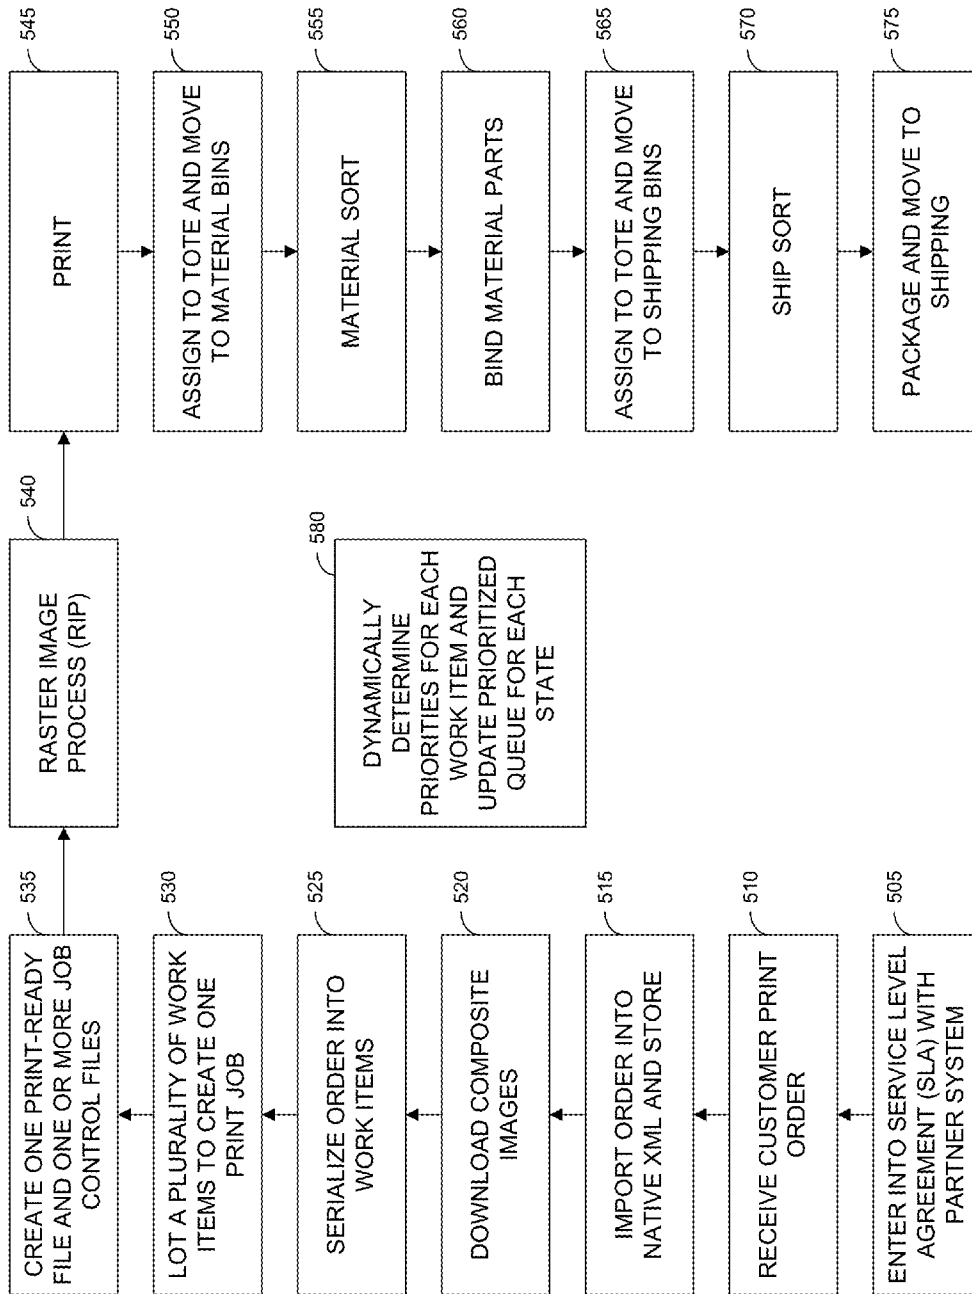 ENTER INTO SERVICE LEVEL
AGREEMENT (SLA) WITH
PARTNER SYSTEM
505
RECEIVE CUSTOMER PRINT
ORDER
510
IMPORT ORDER INTO
NATIVE XML AND STORE
515
DOWNLOAD COMPOSITE
IMAGES
520
SERIALIZE ORDER INTO
WORK ITEMS
525
LOT A PLURALITY OF WORK
ITEMS TO CREATE ONE
PRINT JOB
530
CREATE ONE PRINT-READY
FILE AND ONE OR MORE JOB
CONTROL FILES
535
RASTER IMAGE
PROCESS (RIP)
540
PRINT
545
ASSIGN TO TOTE AND MOVE
TO MATERIAL BINS
550
MATERIAL SORT
555
BIND MATERIAL PARTS
560
ASSIGN TO TOTE AND MOVE
TO SHIPPING BINS
565
SHIP SORT
570
PACKAGE AND MOVE TO
SHIPPING
575
DYNAMICALLY
DETERMINE
PRIORITIES FOR EACH
WORK ITEM AND
UPDATE PRIORITIZED
QUEUE FOR EACH
STATE
580